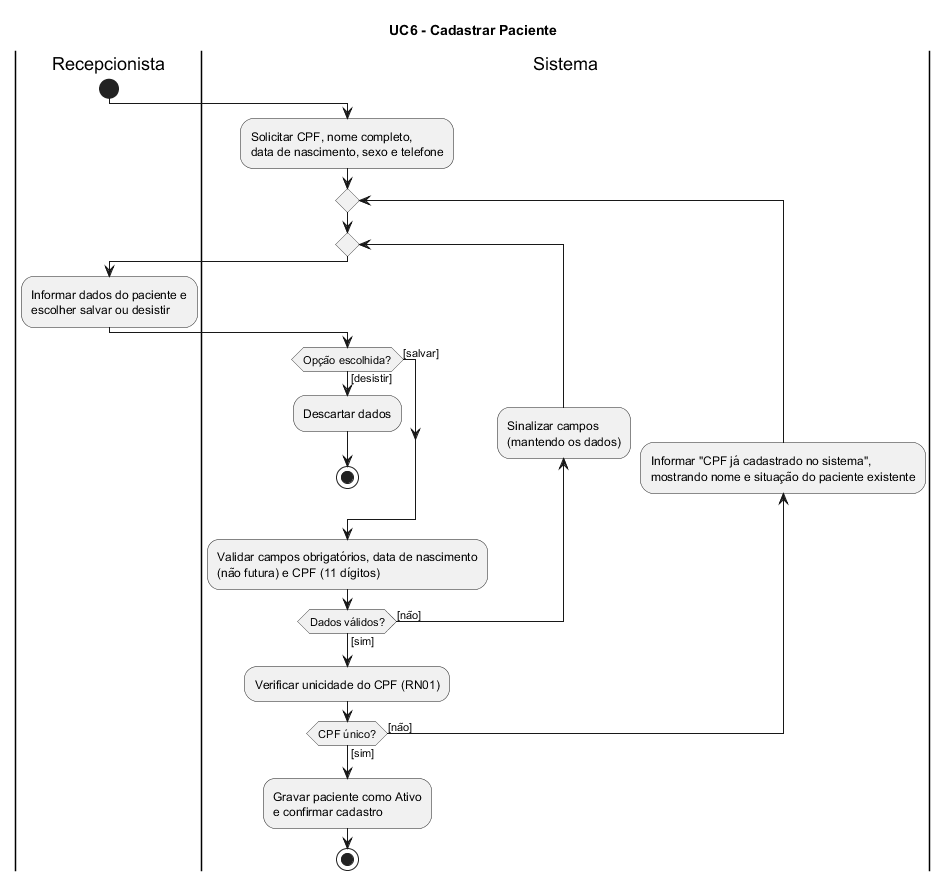 UC6 - Cadastrar Paciente
Recepcionista
Sistema
Solicitar CPF, nome completo,
data de nascimento, sexo e telefone
Informar dados do paciente e
escolher salvar ou desistir
Opção escolhida?
[salvar]
[desistir]
Descartar dados
Sinalizar campos
(mantendo os dados)
Informar "CPF já cadastrado no sistema",
mostrando nome e situação do paciente existente
Validar campos obrigatórios, data de nascimento
(não futura) e CPF (11 dígitos)
Dados válidos?
[não]
[sim]
Verificar unicidade do CPF (RN01)
CPF único?
[não]
[sim]
Gravar paciente como Ativo
e confirmar cadastro